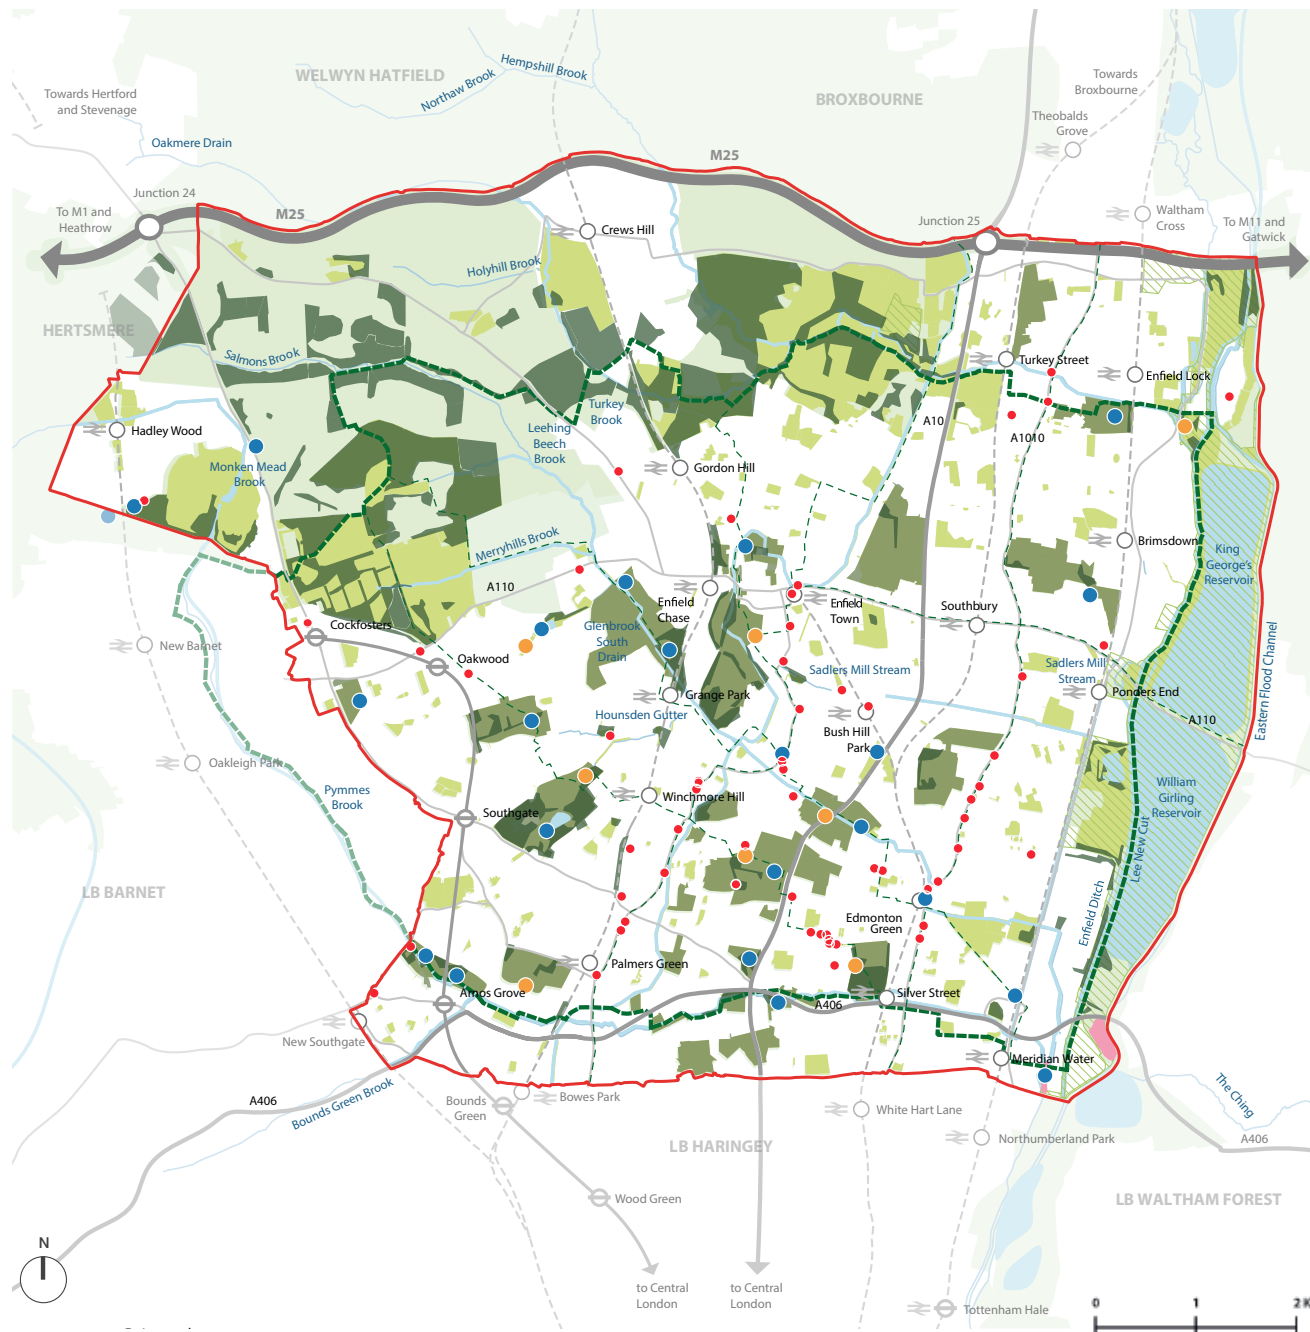 WELWYN HATFIELD
Hempshill Brook
Northaw Brook
BROXBOURNE
Towards
Broxbourne
Towards Hertford
and Stevenage
Theobalds
Grove
Oakmere Drain
M25
Junction 24
To M1 and
Heathrow
M25
Junction 25
Waltham
Cross
To M11 and
Gatwick
Crews Hill
Holyhill Brook
HERTSMERE
Salmons Brook
Turkey Street
Enfield Lock
Turkey
Brook
Leehing
Beech
Brook
A10
A1010
Hadley Wood
Monken Mead
Brook
Gordon Hill
Merryhills Brook
Brimsdown
King
George's
Reservoir
A110
Enfield
Chase
Enfield
Town
Southbury
Cockfosters
Glenbrook
South
Drain
New Barnet
Oakwood
Sadlers Mill Stream
Sadlers Mill
Stream
Eastern Flood Channel
Grange Park
Ponders End
Hounsden Gutter
A110
Bush Hill
Park
Oakleigh Park
Pymmes
Brook
Winchmore Hill
William
Girling
Reservoir
Southgate
Lee New Cut
LB BARNET
Enfield Ditch
Edmonton
Green
Palmers Green
Arnos Grove
Silver Street
A406
New Southgate
Meridian Water
A406
Bounds Green Brook
Bounds
Green
Bowes Park
White Hart Lane
The Ching
Northumberland Park
A406
LB HARINGEY
Wood Green
LB WALTHAM FOREST
N
to Central
London
to Central
London
Tottenham Hale
0 1 2 K